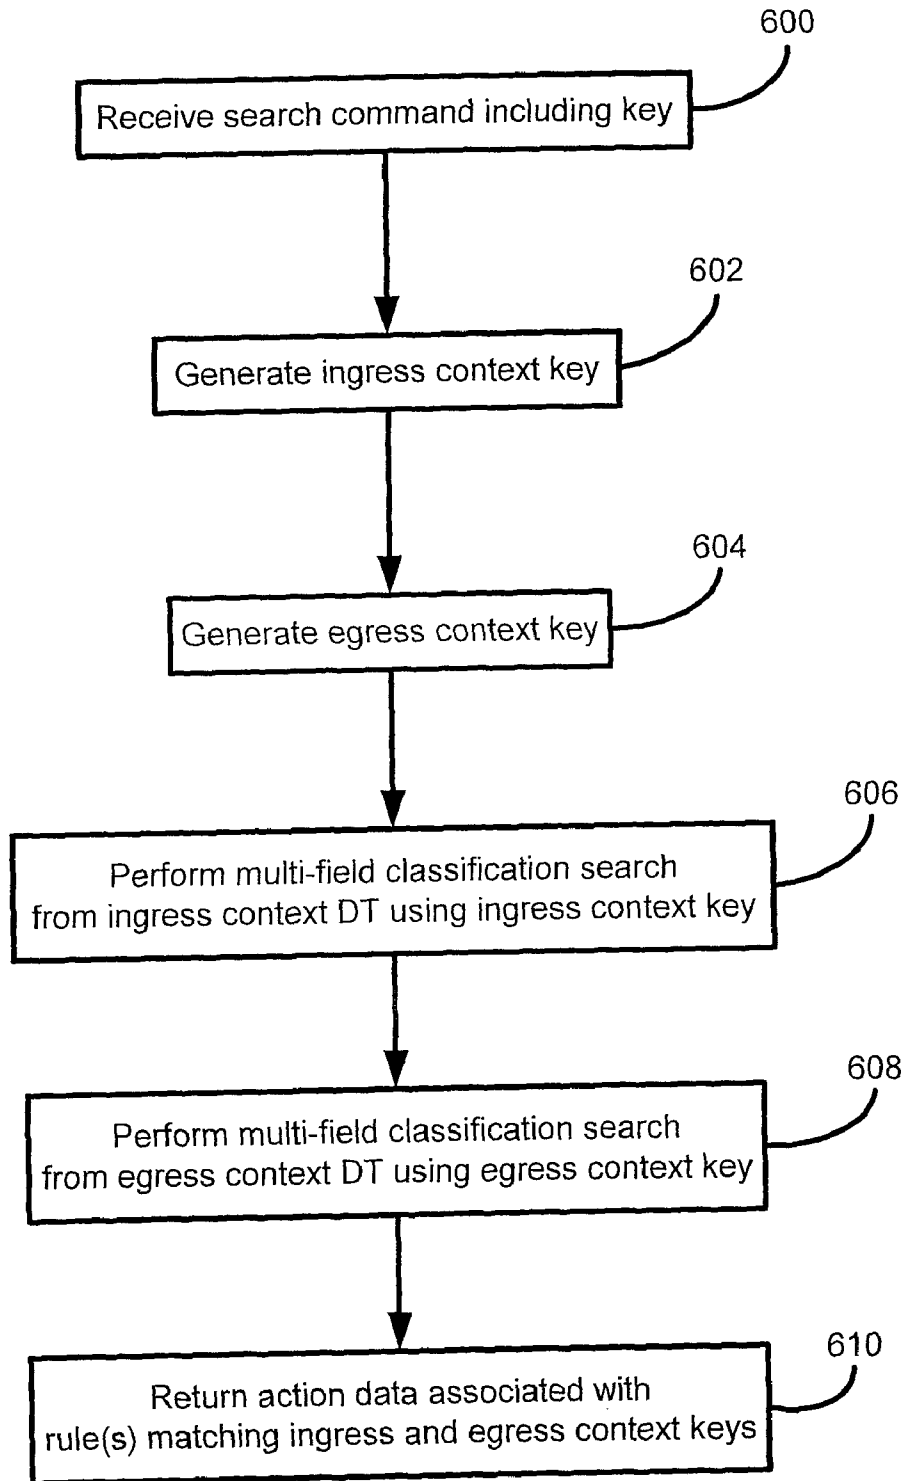 600
Receive search command including key
602
Generate ingress context key
604
Generate egress context key
606
Perform multi-field classification search
from ingress context DT using ingress context key
608
Perform multi-field classification search
from egress context DT using egress context key
610
Return action data associated with
rule(s) matching ingress and egress context keys